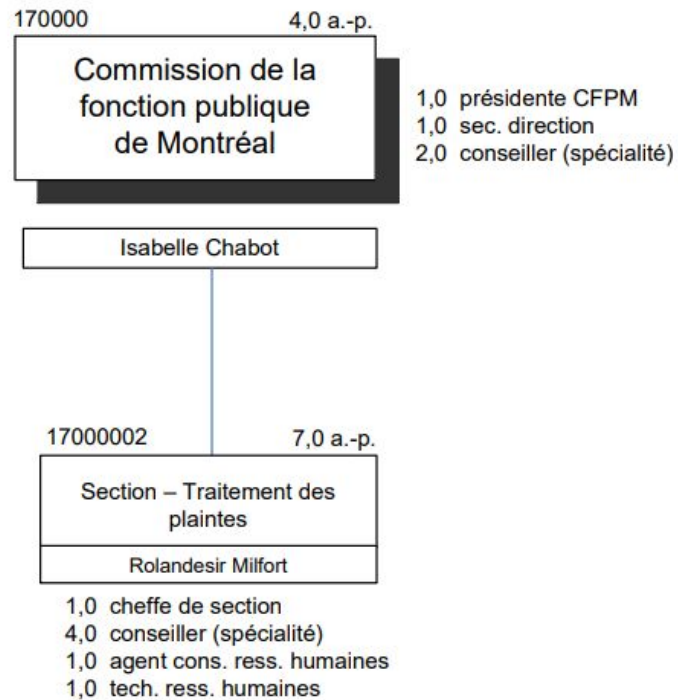 170000 4,0 a.-p.
Commission de la
fonction publique
de Montréal
1,0 présidente CFPM
1,0 sec. direction
2,0 conseiller (spécialité)
Isabelle Chabot
17000002 7,0 a.-p.
Section – Traitement des
plaintes
Rolandesir Milfort
1,0 cheffe de section
4,0 conseiller (spécialité)
1,0 agent cons. ress. humaines
1,0 tech. ress. humaines